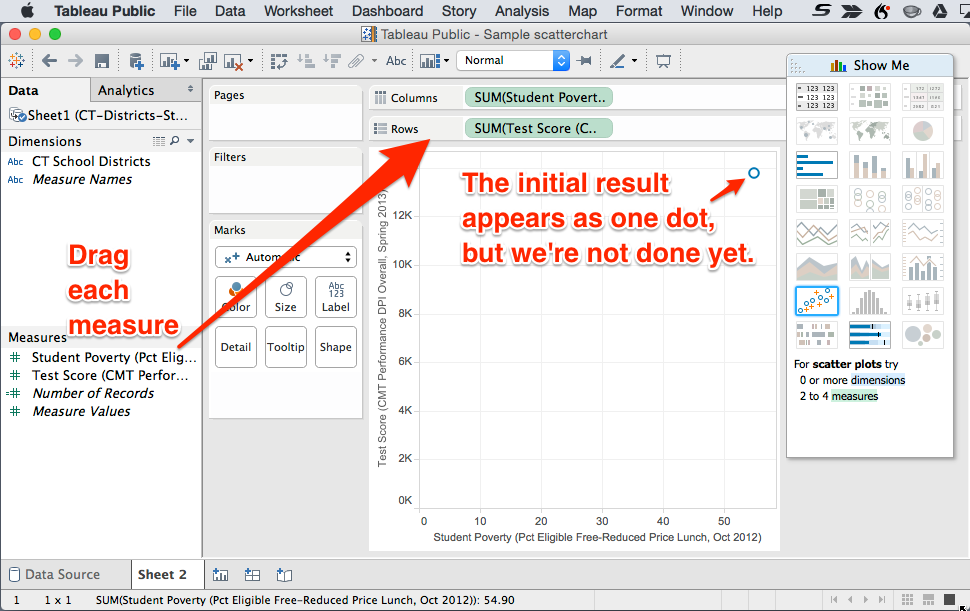 Tableau Public File Data Worksheet Dashboard Story Analysis Map Format Window Help
Tableau Public - Sample scatterchart
Abc Normal
Data Analytics
Sheet1 (CT-Districts-St...
Dimensions
Abc CT School Districts
Abc Measure Names
Measures
Student Poverty (Pct Elig...
Test Score (CMT Perfor...
Number of Records
Measure Values
Pages
Filters
Marks
Automatic
Color Size Abc 123 Label
Detail Tooltip Shape
Columns SUM(Student Povert..
Rows SUM(Test Score (C..
Drag
each
measure
The initial result
appears as one dot,
but we're not done yet.
Test Score (CMT Performance DPI Overall, Spring 2013)
12K
10K
8K
6K
4K
2K
0K
0 10 20 30 40 50
Student Poverty (Pct Eligible Free-Reduced Price Lunch, Oct 2012)
Show Me
For scatter plots try
0 or more dimensions
2 to 4 measures
Data Source Sheet 2
1 1 x 1 SUM(Student Poverty (Pct Eligible Free-Reduced Price Lunch, Oct 2012)): 54.90